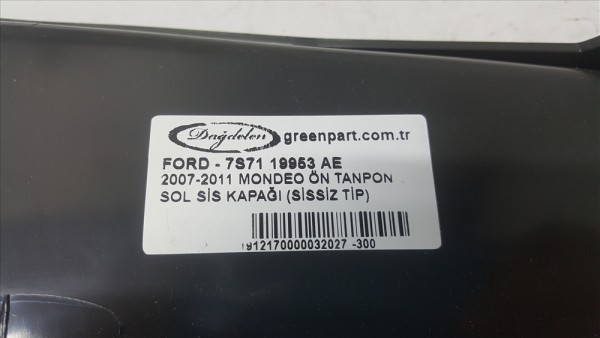 Dağdelen greenpart.com.tr
FORD - 7S71 19953 AE
2007-2011 MONDEO ÖN TANPON
SOL SİS KAPAĞI (SİSSİZ TİP)
1912170000032027 -300